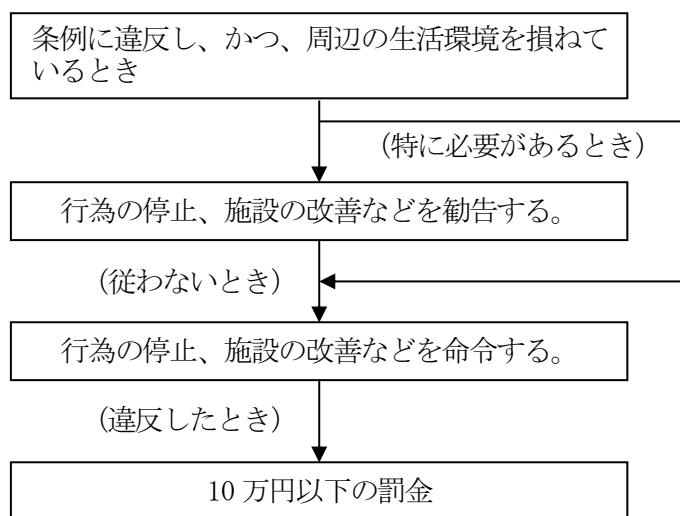 条例に違反し、かつ、周辺の生活環境を損ねて
いるとき
(特に必要があるとき)
行為の停止、施設の改善などを勧告する。
(従わないとき)
行為の停止、施設の改善などを命令する。
(違反したとき)
10 万円以下の罰金